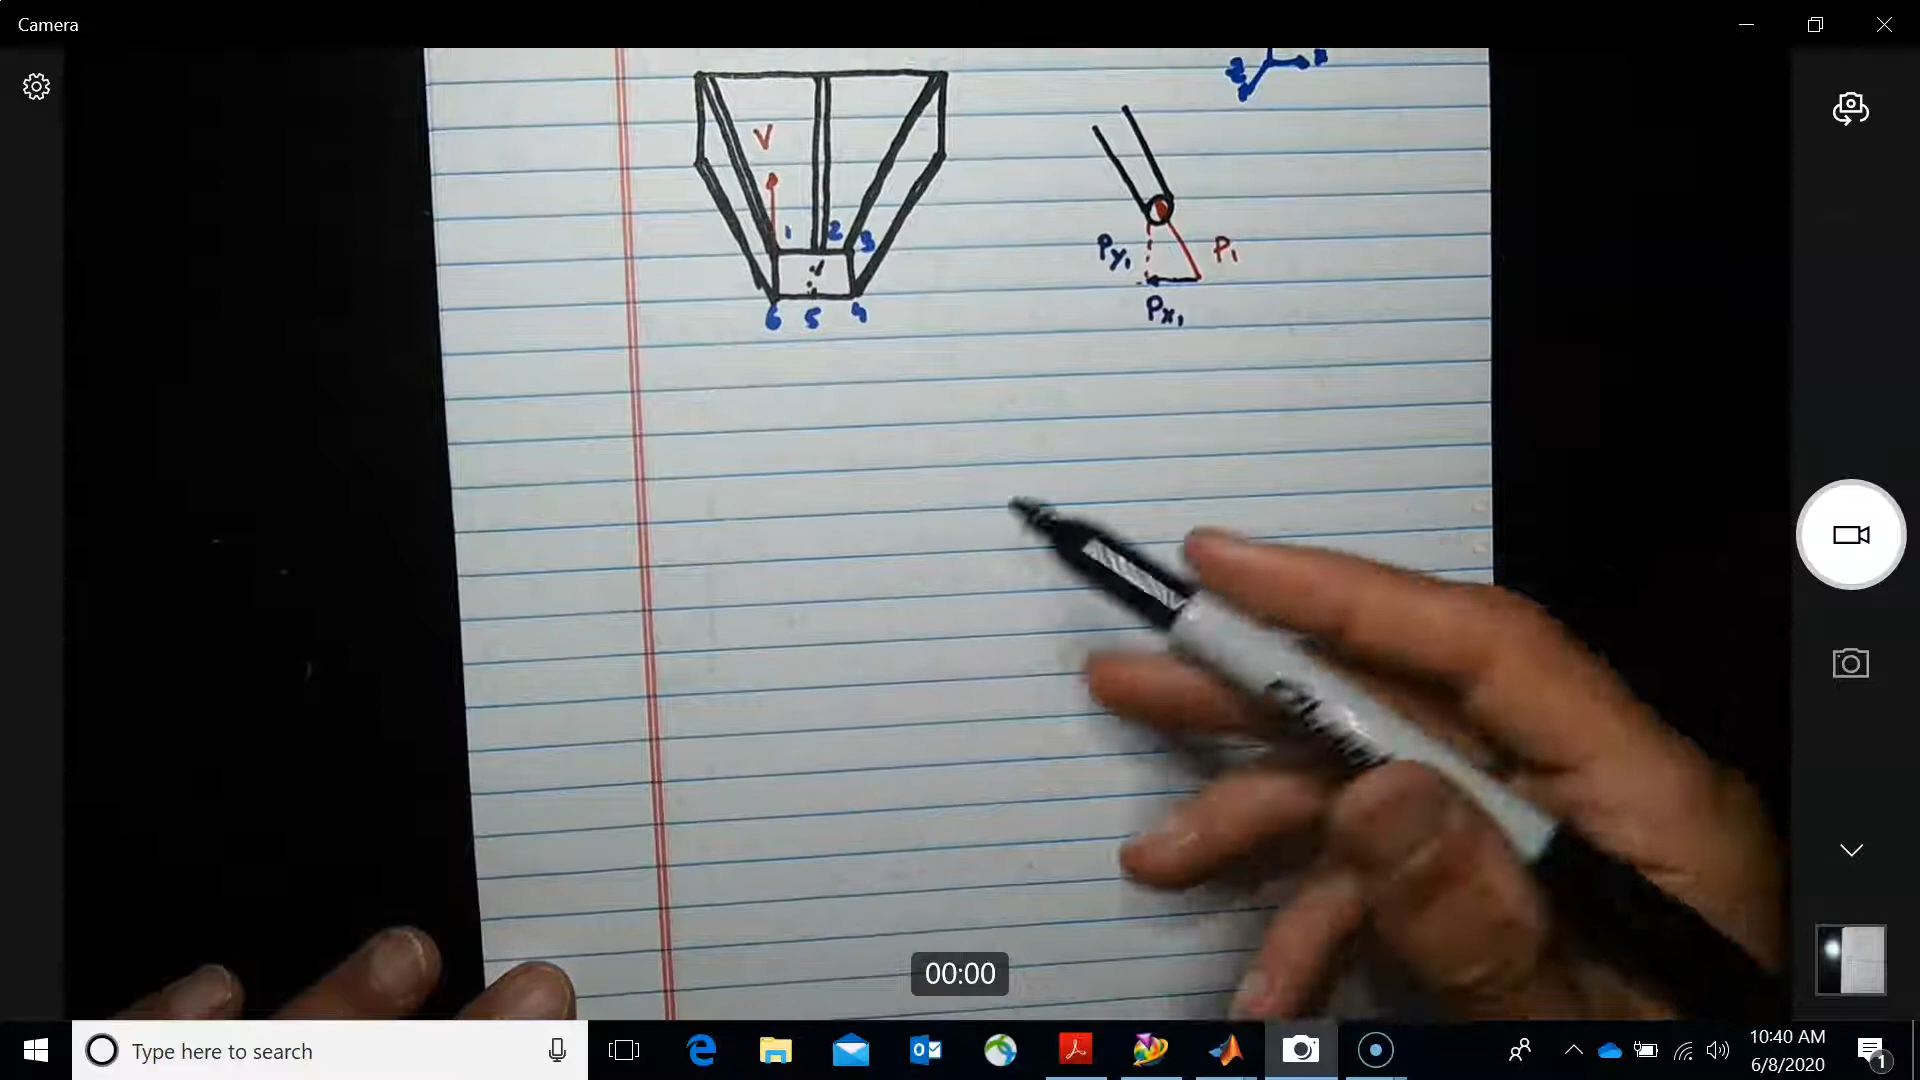 Camera
z x
V
1 2 3
Py1 P1
6 5 4
Px1
00:00
Type here to search
10:40 AM
6/8/2020
1